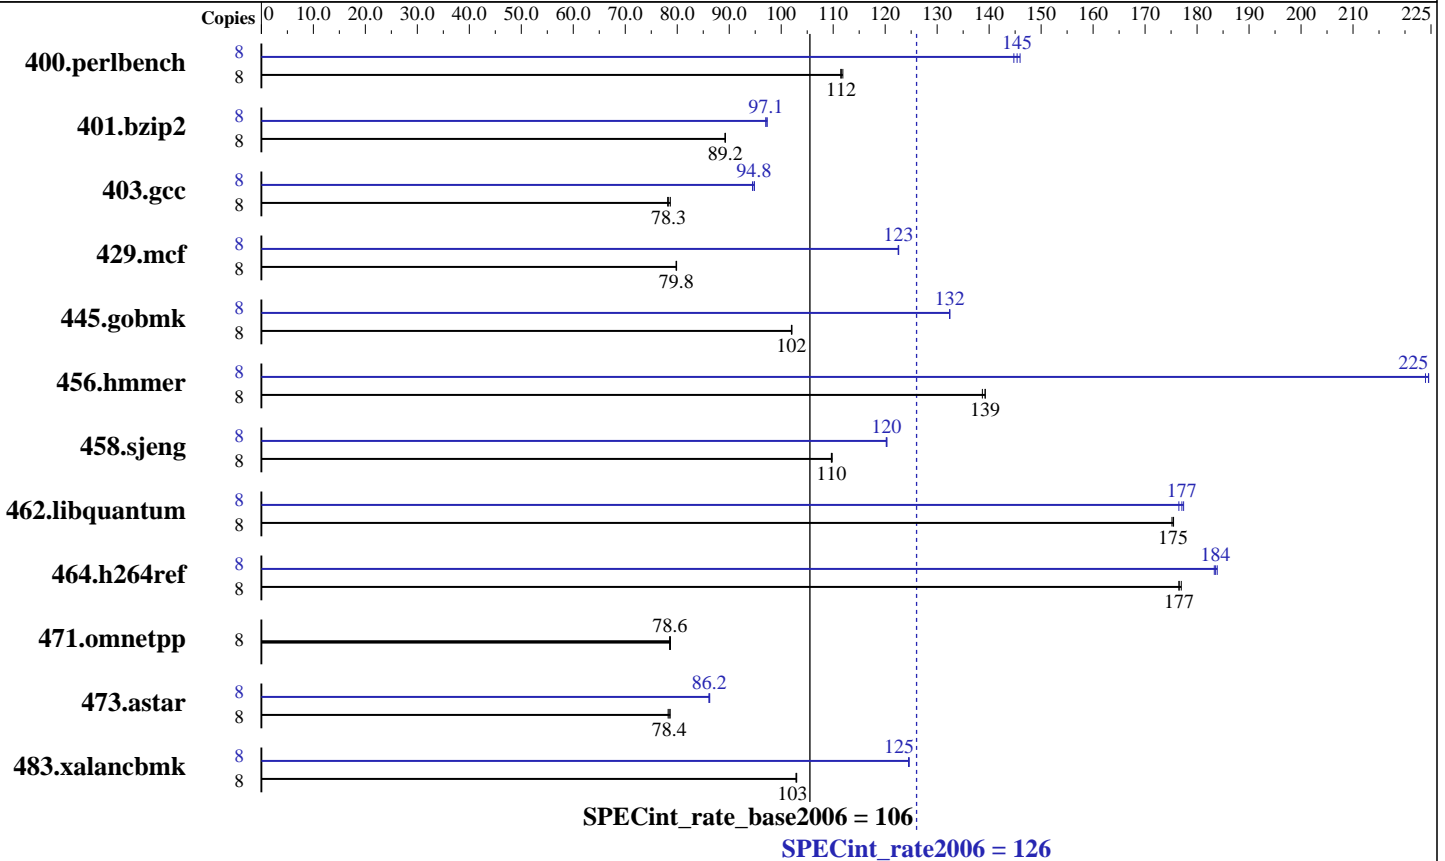 Copies 0 10.0 20.0 30.0 40.0 50.0 60.0 70.0 80.0 90.0 100 110 120 130 140 150 160 170 180 190 200 210 225
400.perlbench 8 145
8 112
401.bzip2 8 97.1
8 89.2
403.gcc 8 94.8
8 78.3
429.mcf 8 123
8 79.8
445.gobmk 8 132
8 102
456.hmmer 8 225
8 139
458.sjeng 8 120
8 110
462.libquantum 8 177
8 175
464.h264ref 8 184
8 177
471.omnetpp 8 78.6
473.astar 8 86.2
8 78.4
483.xalancbmk 8 125
8 103
SPECint_rate_base2006 = 106
SPECint_rate2006 = 126